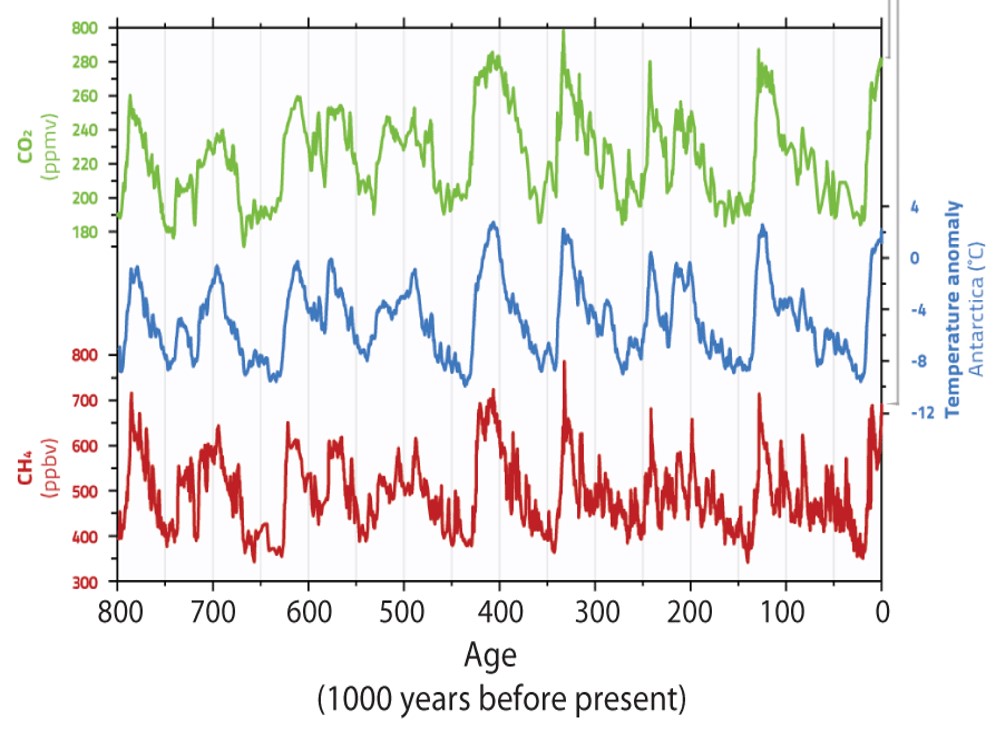 800
280
260
240
220
200
180
CO₂
(ppmv)
4
0
-4
-8
-12
Temperature anomaly
Antarctica (°C)
800
700
600
500
400
300
CH₄
(ppbv)
800 700 600 500 400 300 200 100 0
Age
(1000 years before present)